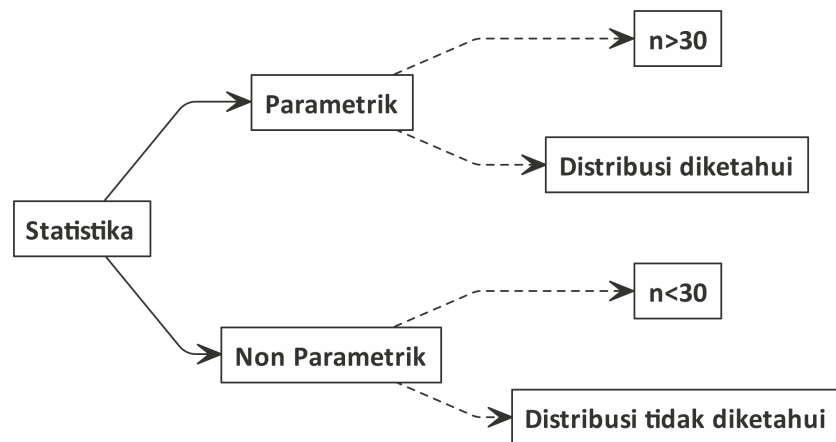 n>30
Parametrik
Distribusi diketahui
Statistika
n<30
Non Parametrik
Distribusi tidak diketahui